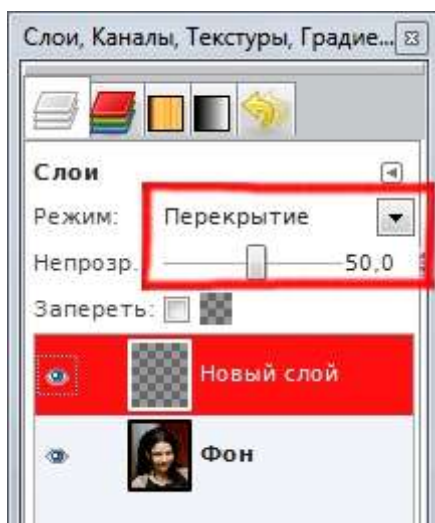 Слои, Каналы, Текстуры, Градие...
Слои
Режим: Перекрытие
Непрозр. 50,0
Запереть:
Новый слой
Фон